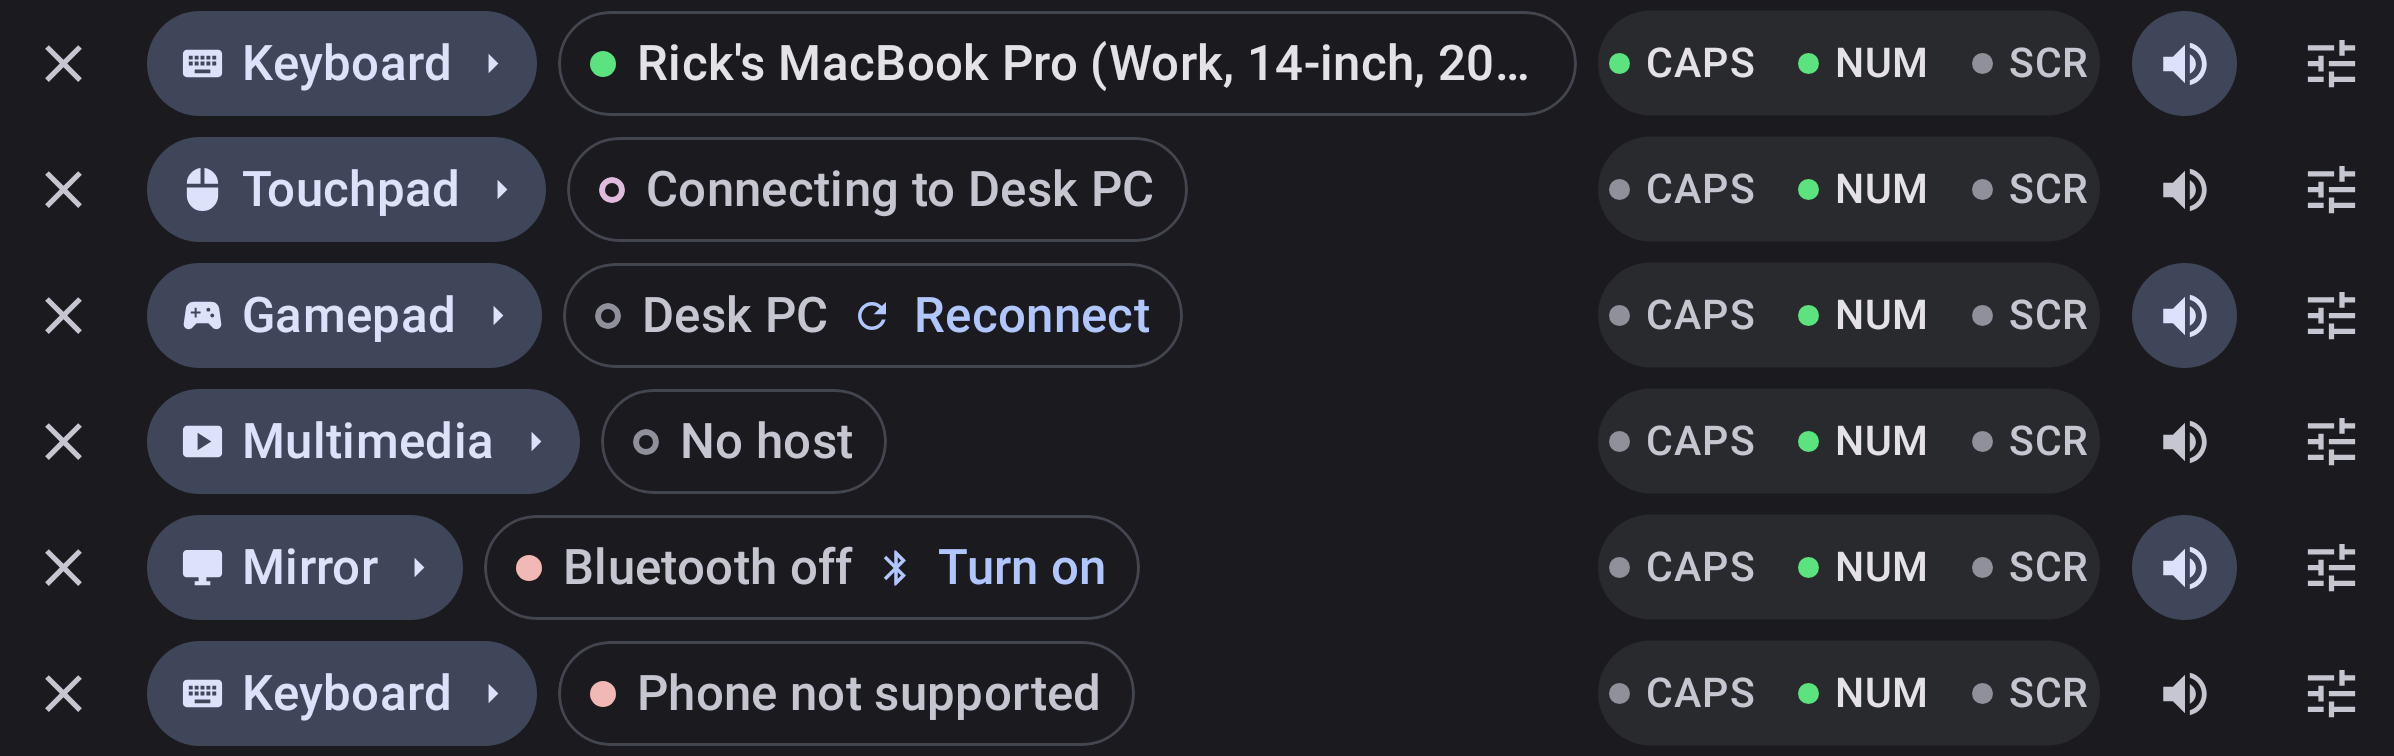 Keyboard Rick's MacBook Pro (Work, 14-inch, 20... CAPS NUM SCR
Touchpad Connecting to Desk PC CAPS NUM SCR
Gamepad Desk PC Reconnect CAPS NUM SCR
Multimedia No host CAPS NUM SCR
Mirror Bluetooth off Turn on CAPS NUM SCR
Keyboard Phone not supported CAPS NUM SCR